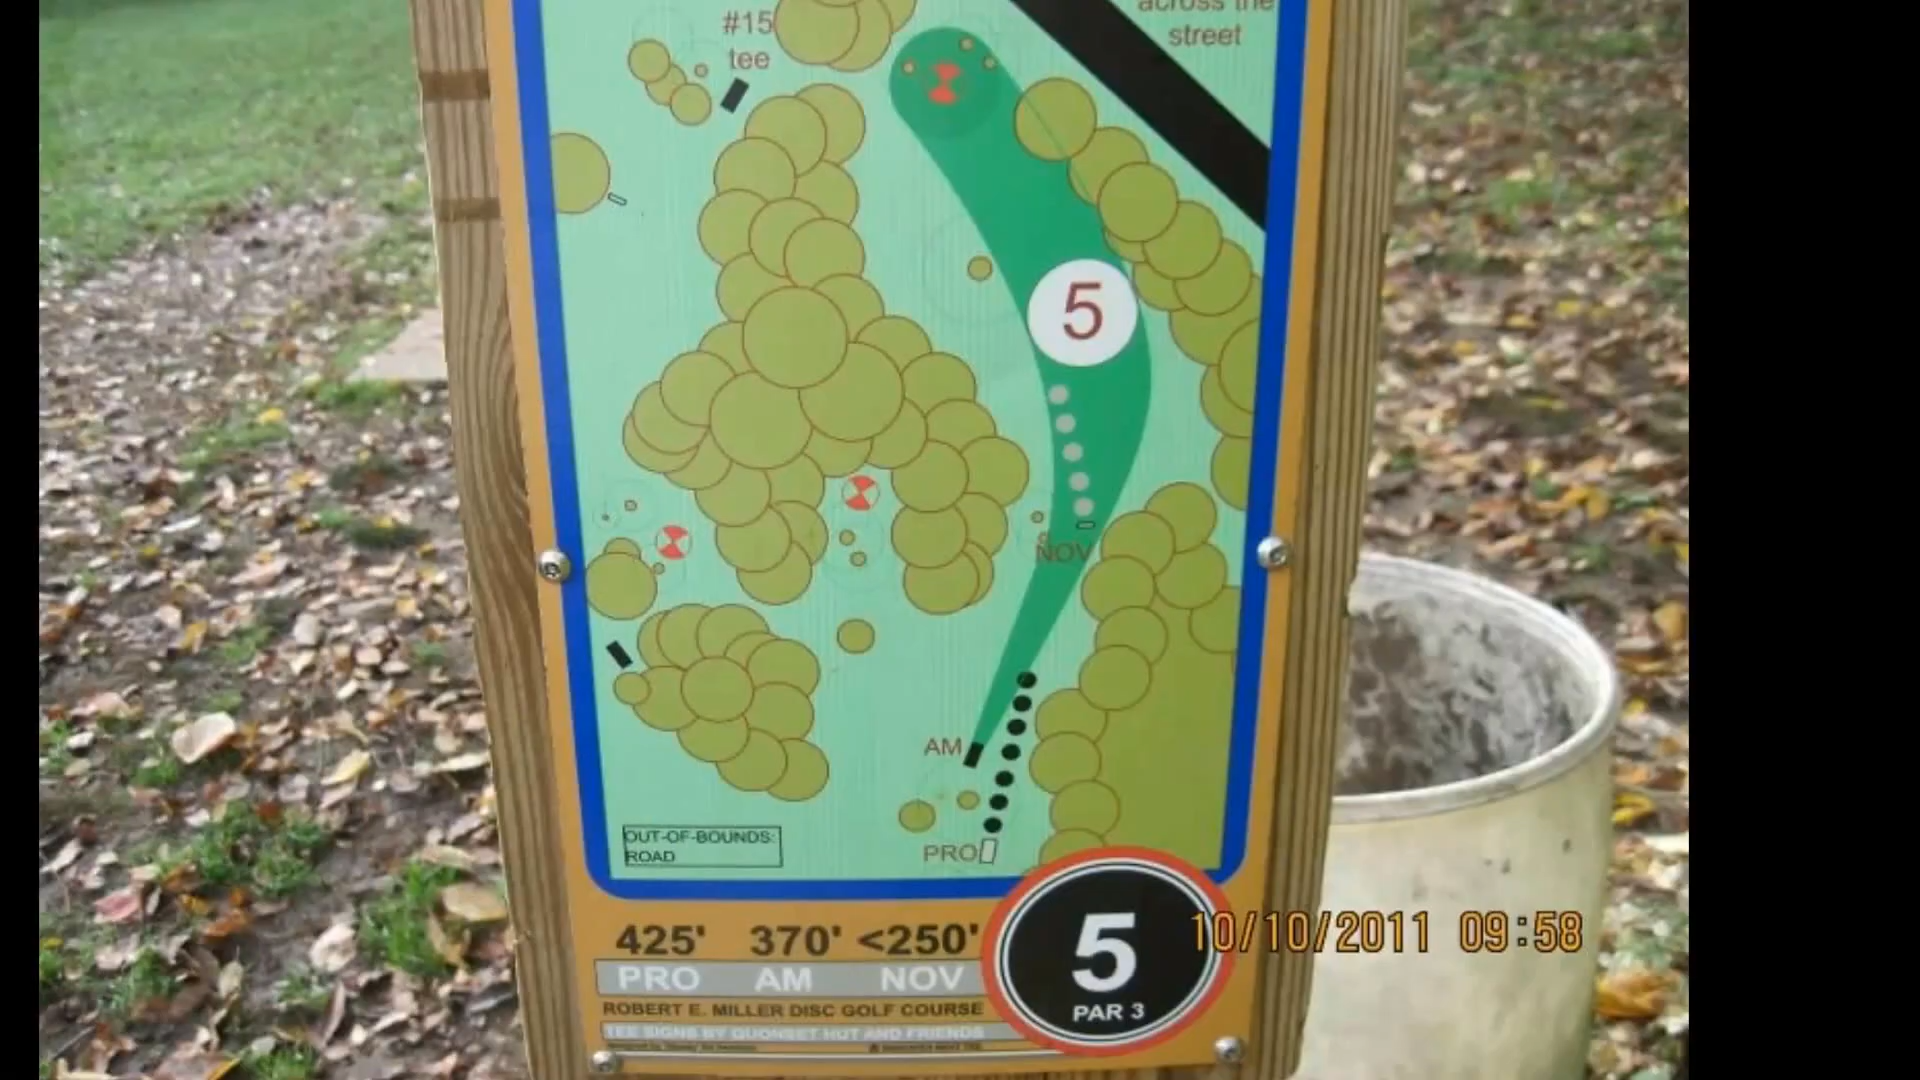 #15
tee
across the
street
5
NOV
AM
PRO
OUT-OF-BOUNDS:
ROAD
425' 370' <250'
PRO AM NOV
5
PAR 3
ROBERT E. MILLER DISC GOLF COURSE
TEE SIGNS BY QUONSET HUT AND FRIENDS
10/10/2011 09:58